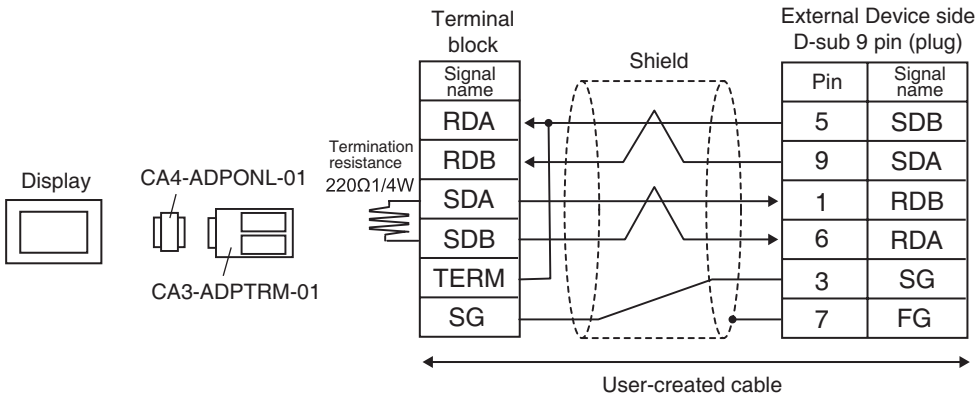 Terminal
block
External Device side
D-sub 9 pin (plug)
Shield
Signal
name
Pin
Signal
name
RDA
5
SDB
Termination
resistance
220Ω1/4W
RDB
9
SDA
Display
CA4-ADPONL-01
SDA
1
RDB
SDB
6
RDA
CA3-ADPTRM-01
TERM
3
SG
SG
7
FG
User-created cable